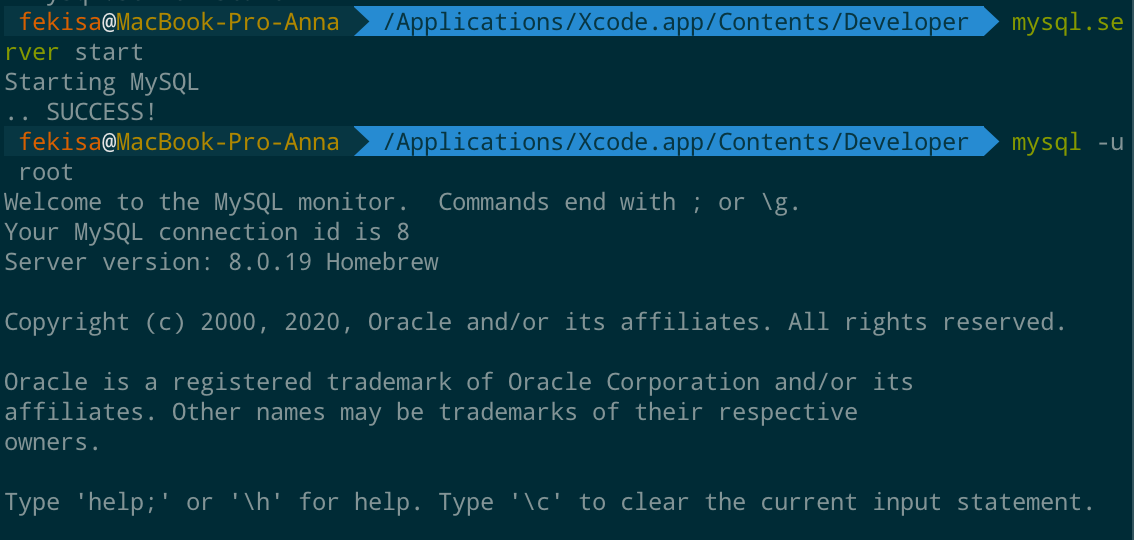 fekisa@MacBook-Pro-Anna /Applications/Xcode.app/Contents/Developer mysql.se
rver start
Starting MySQL
.. SUCCESS!
fekisa@MacBook-Pro-Anna /Applications/Xcode.app/Contents/Developer mysql -u
root
Welcome to the MySQL monitor.  Commands end with ; or \g.
Your MySQL connection id is 8
Server version: 8.0.19 Homebrew
Copyright (c) 2000, 2020, Oracle and/or its affiliates. All rights reserved.
Oracle is a registered trademark of Oracle Corporation and/or its
affiliates. Other names may be trademarks of their respective
owners.
Type 'help;' or '\h' for help. Type '\c' to clear the current input statement.